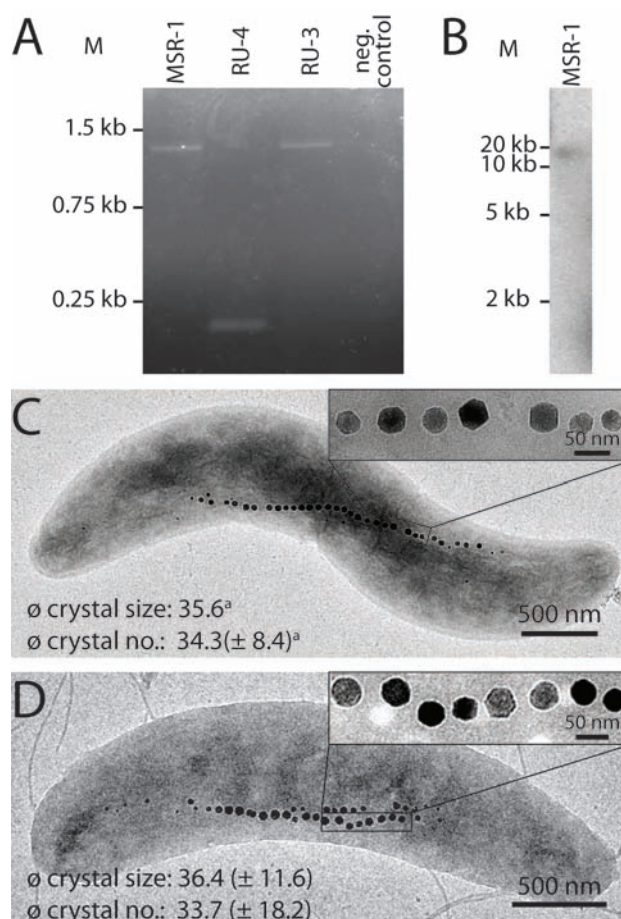 A
M
MSR-1
RU-4
RU-3
neg.
control
1.5 kb
0.75 kb
0.25 kb
B
M
MSR-1
20 kb
10 kb
5 kb
2 kb
C
50 nm
ø crystal size: 35.6ᵃ
ø crystal no.: 34.3(± 8.4)ᵃ
500 nm
D
50 nm
ø crystal size: 36.4 (± 11.6)
ø crystal no.: 33.7 (± 18.2)
500 nm